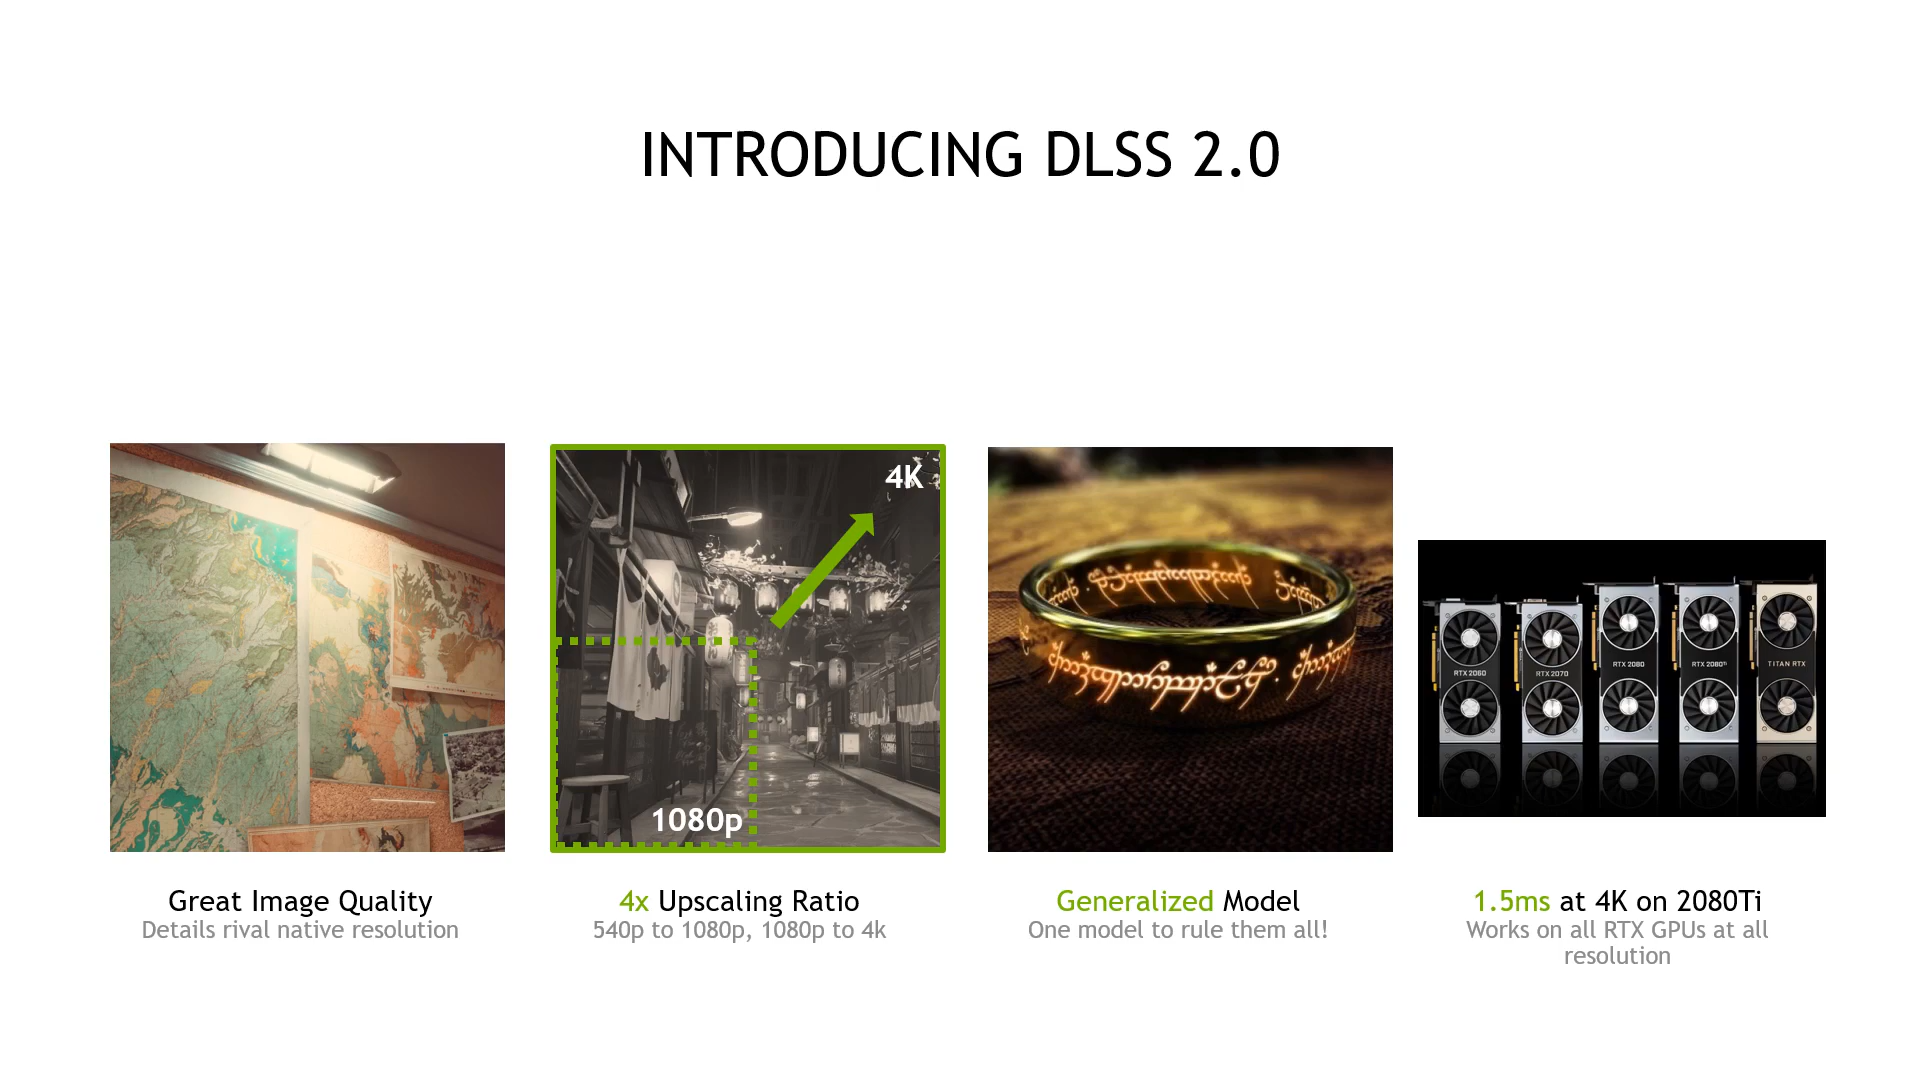 INTRODUCING DLSS 2.0
4K
1080p
RTX 2060
RTX 2070
RTX 2080
RTX 2080Ti
TITAN RTX
Great Image Quality
Details rival native resolution
4x Upscaling Ratio
540p to 1080p, 1080p to 4k
Generalized Model
One model to rule them all!
1.5ms at 4K on 2080Ti
Works on all RTX GPUs at all
resolution